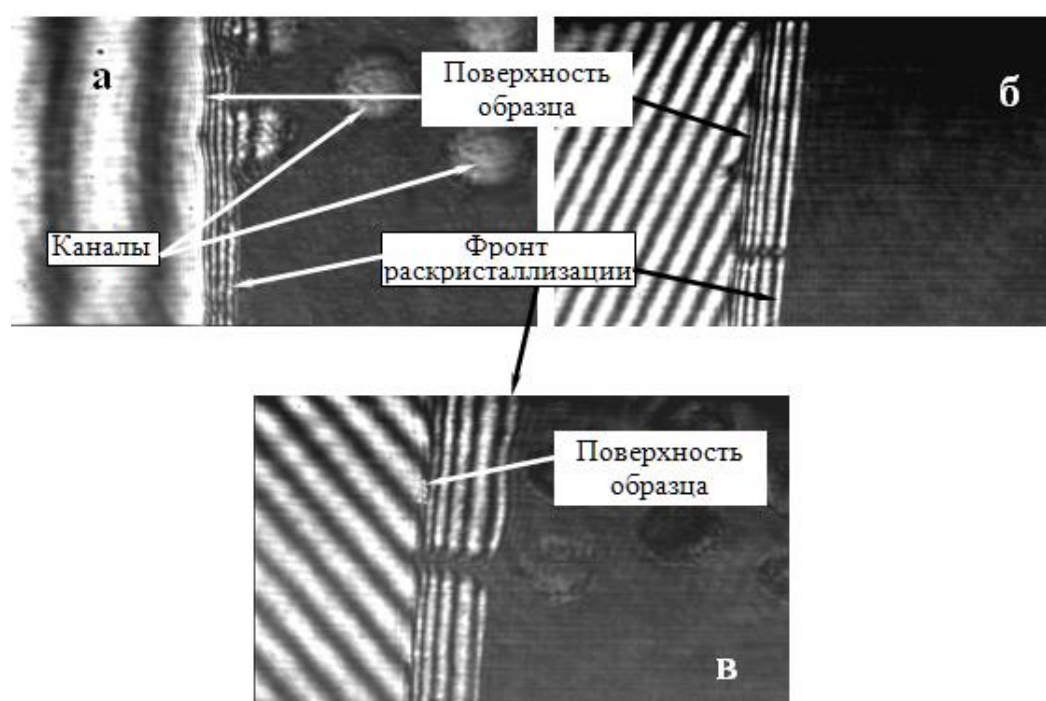 а
Поверхность
образца
б
Каналы
Фронт
раскристаллизации
Поверхность
образца
в